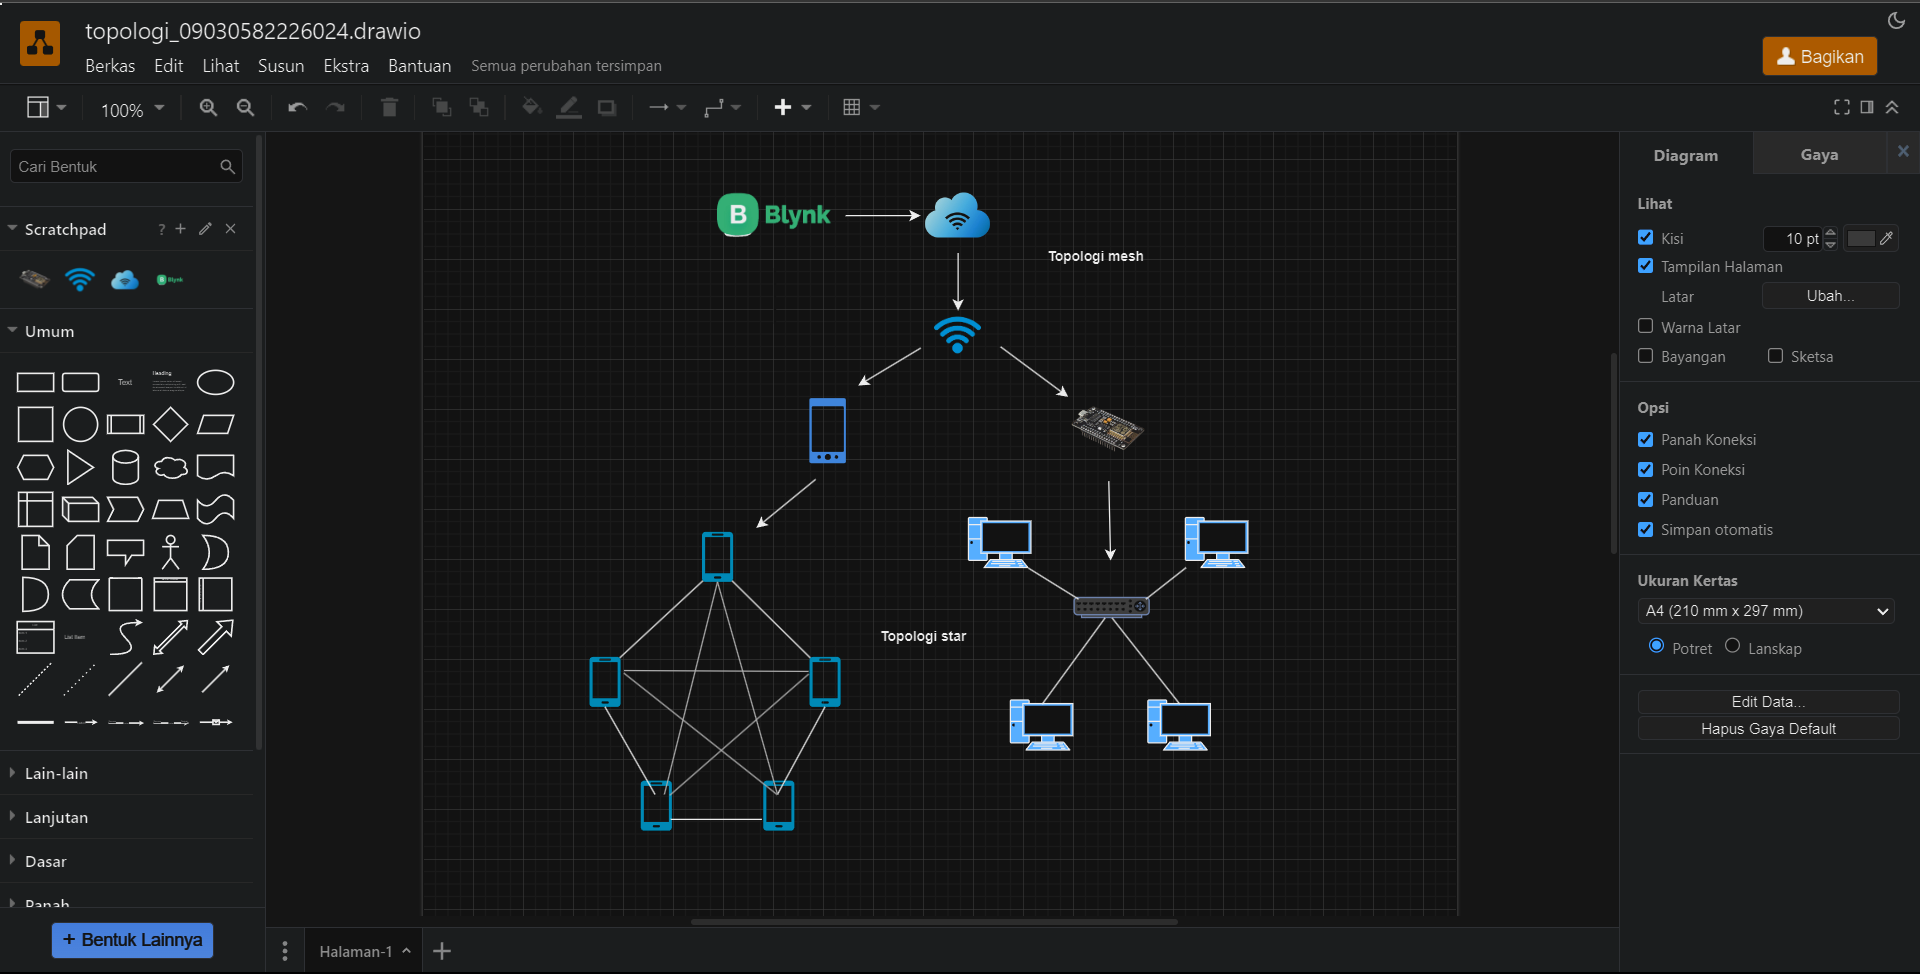 topologi_09030582226024.drawio
Berkas Edit Lihat Susun Ekstra Bantuan Semua perubahan tersimpan
Bagikan
100%
Cari Bentuk
Scratchpad ?
Blynk
Umum
Text
Heading
List Item
Lain-lain
Lanjutan
Dasar
Panah
+ Bentuk Lainnya
B Blynk
Topologi mesh
Topologi star
Halaman-1
Diagram Gaya
Lihat
Kisi 10 pt
Tampilan Halaman
Latar Ubah...
Warna Latar
Bayangan Sketsa
Opsi
Panah Koneksi
Poin Koneksi
Panduan
Simpan otomatis
Ukuran Kertas
A4 (210 mm x 297 mm)
Potret Lanskap
Edit Data...
Hapus Gaya Default